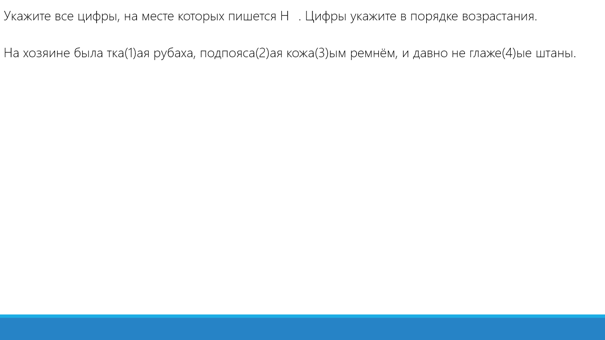 Укажите все цифры, на месте которых пишется Н . Цифры укажите в порядке возрастания.
На хозяине была тка(1)ая рубаха, подпояса(2)ая кожа(3)ым ремнём, и давно не глаже(4)ые штаны.